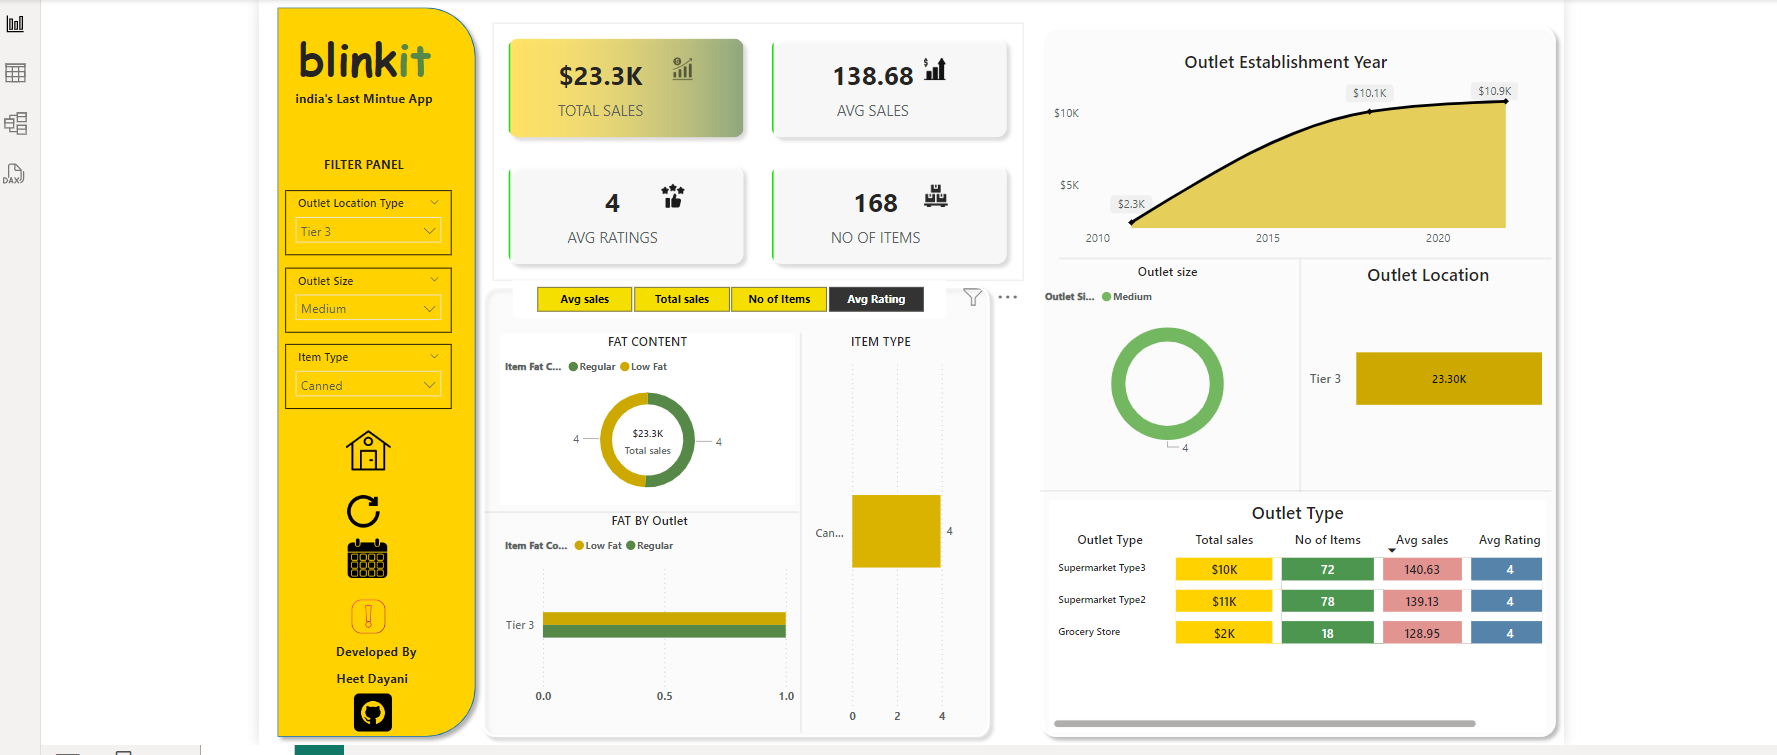 DAX
blinkit
india's Last Mintue App
FILTER PANEL
Outlet Location Type
Tier 3
Outlet Size
Medium
Item Type
Canned
Developed By
Heet Dayani
$23.3K
TOTAL SALES
138.68
AVG SALES
4
AVG RATINGS
168
NO OF ITEMS
Avg sales Total sales No of Items Avg Rating
FAT CONTENT
Item Fat C... Regular Low Fat
4
$23.3K
Total sales
4
FAT BY Outlet
Item Fat Co... Low Fat Regular
Tier 3
0.0 0.5 1.0
ITEM TYPE
Can...
4
0 2 4
Outlet Establishment Year
$10K
$5K
$2.3K
$10.1K
$10.9K
2010 2015 2020
Outlet size
Outlet Si... Medium
4
Outlet Location
Tier 3
23.30K
Outlet Type
Outlet Type Total sales No of Items Avg sales Avg Rating
Supermarket Type3 $10K 72 140.63 4
Supermarket Type2 $11K 78 139.13 4
Grocery Store $2K 18 128.95 4